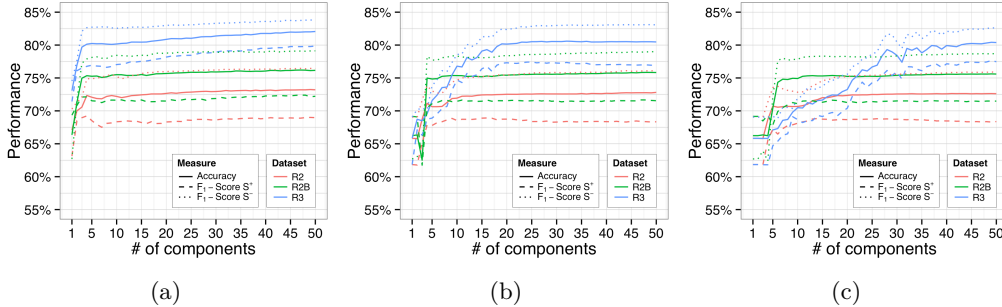 85%
80%
75%
70%
65%
60%
55%
Performance
Measure
Accuracy
F1 − Score S+
F1 − Score S−
Dataset
R2
R2B
R3
1 5 10 15 20 25 30 35 40 45 50
# of components
(a)
85%
80%
75%
70%
65%
60%
55%
Performance
Measure
Accuracy
F1 − Score S+
F1 − Score S−
Dataset
R2
R2B
R3
1 5 10 15 20 25 30 35 40 45 50
# of components
(b)
85%
80%
75%
70%
65%
60%
55%
Performance
Measure
Accuracy
F1 − Score S+
F1 − Score S−
Dataset
R2
R2B
R3
1 5 10 15 20 25 30 35 40 45 50
# of components
(c)